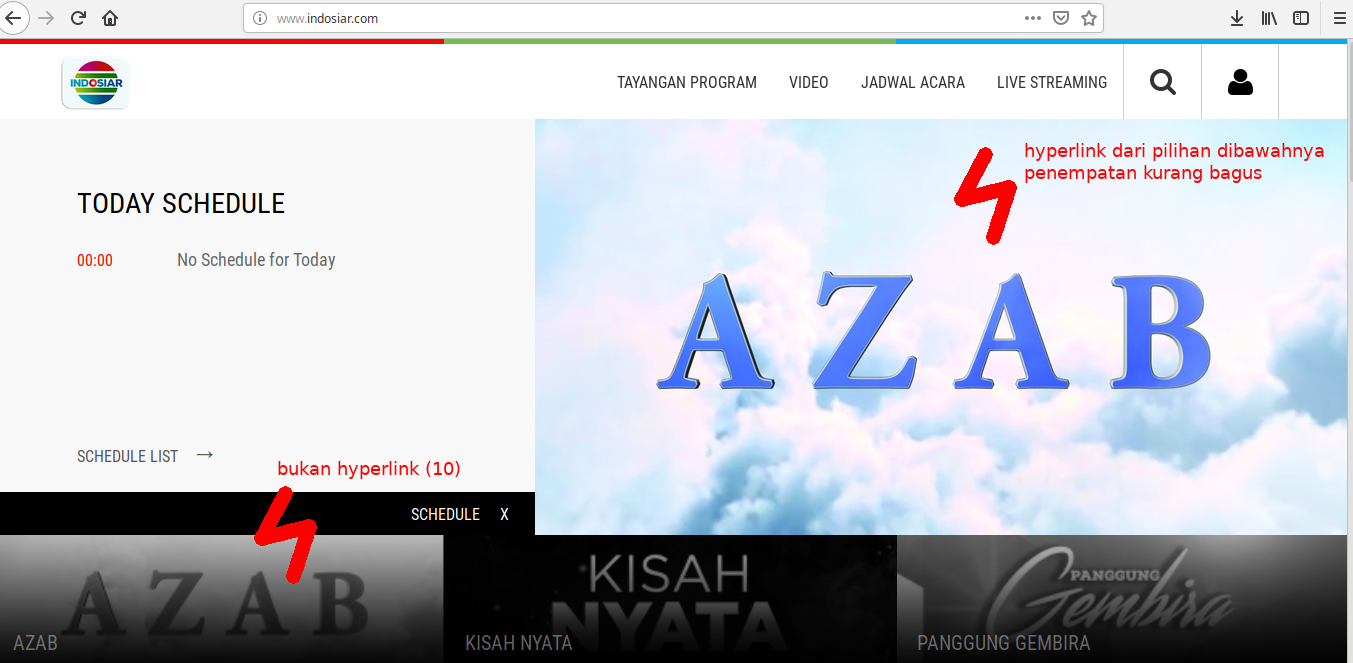 www.indosiar.com
INDOSIAR
TAYANGAN PROGRAM
VIDEO
JADWAL ACARA
LIVE STREAMING
hyperlink dari pilihan dibawahnya
penempatan kurang bagus
TODAY SCHEDULE
00:00 No Schedule for Today
AZAB
SCHEDULE LIST →
bukan hyperlink (10)
SCHEDULE X
AZAB
AZAB
KISAH
NYATA
KISAH NYATA
PANGGUNG
Gembira
PANGGUNG GEMBIRA